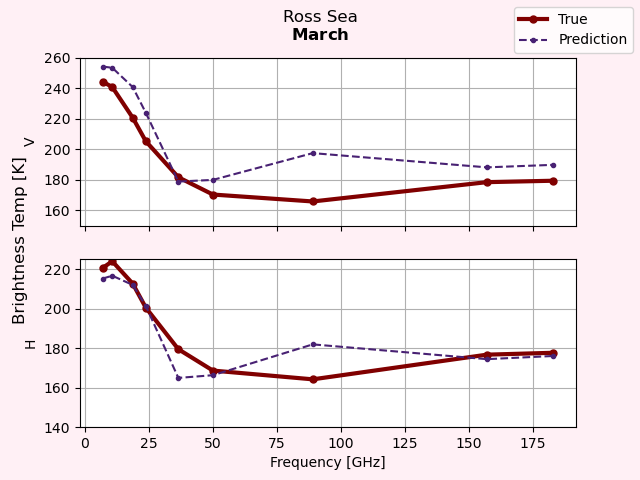 Ross Sea
March
True
Prediction
260
240
220
200
180
160
V
Brightness Temp [K]
220
200
180
160
140
H
0 25 50 75 100 125 150 175
Frequency [GHz]